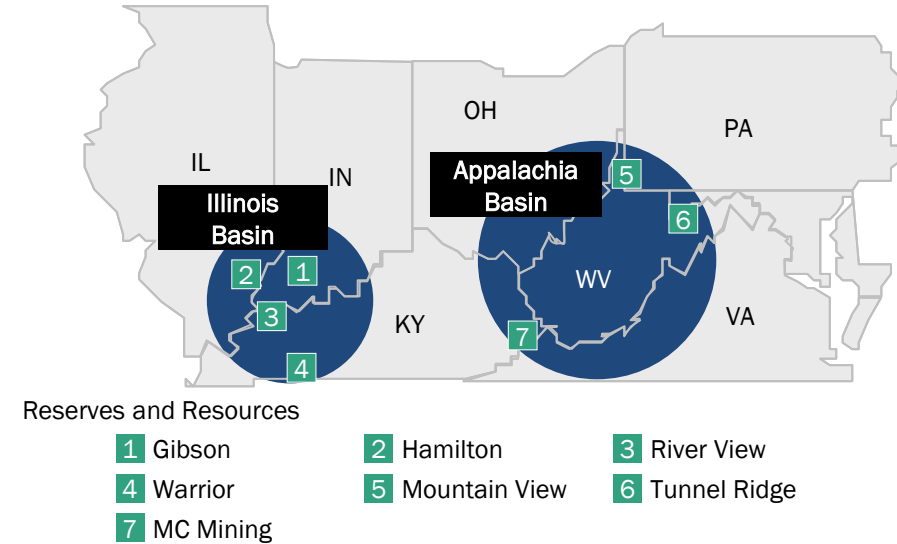 OH
PA
IL
IN
Appalachia
Basin
5
Illinois
Basin
6
2
1
WV
3
KY
VA
7
4
Reserves and Resources
1 Gibson
2 Hamilton
3 River View
4 Warrior
5 Mountain View
6 Tunnel Ridge
7 MC Mining